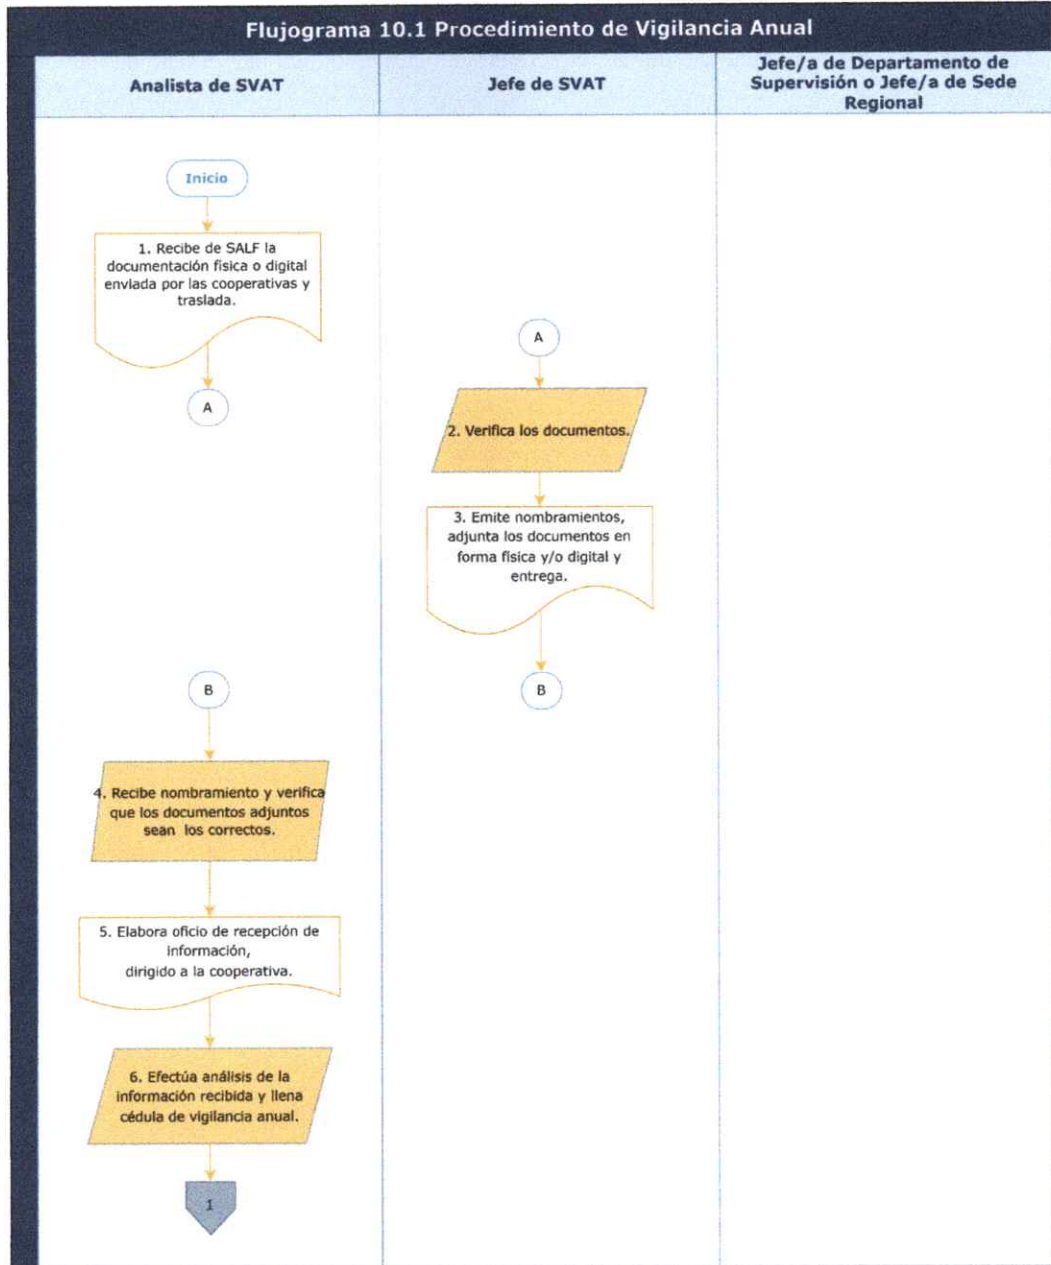 Flujograma 10.1 Procedimiento de Vigilancia Anual
Analista de SVAT
Jefe de SVAT
Jefe/a de Departamento de
Supervisión o Jefe/a de Sede
Regional
Inicio
1. Recibe de SALF la
documentación física o digital
enviada por las cooperativas y
traslada.
A
A
2. Verifica los documentos.
3. Emite nombramientos,
adjunta los documentos en
forma física y/o digital y
entrega.
B
B
4. Recibe nombramiento y verifica
que los documentos adjuntos
sean los correctos.
5. Elabora oficio de recepción de
información,
dirigido a la cooperativa.
6. Efectúa análisis de la
información recibida y llena
cédula de vigilancia anual.
1